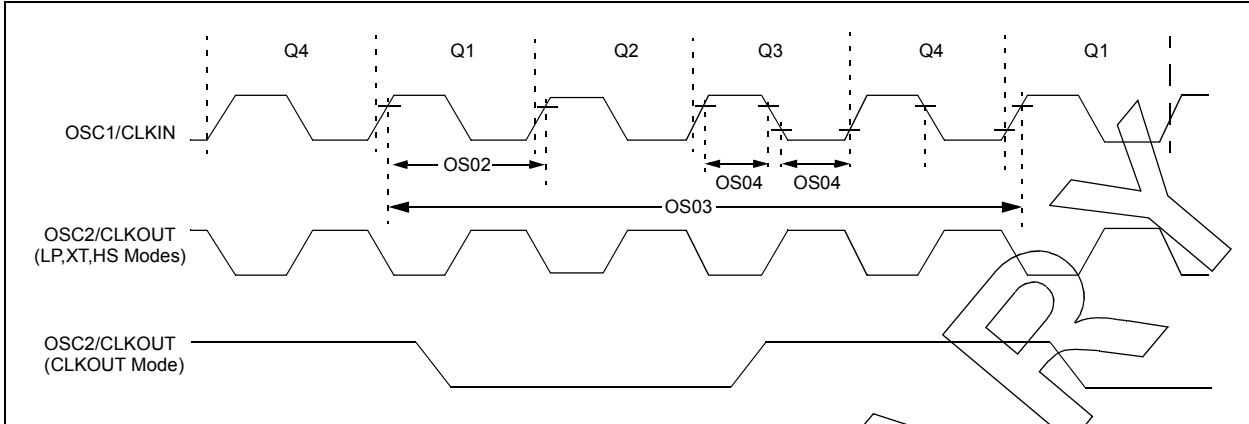 Q4 Q1 Q2 Q3 Q4 Q1
OSC1/CLKIN
OS02
OS04 OS04
OS03
OSC2/CLKOUT
(LP,XT,HS Modes)
OSC2/CLKOUT
(CLKOUT Mode)
R Y